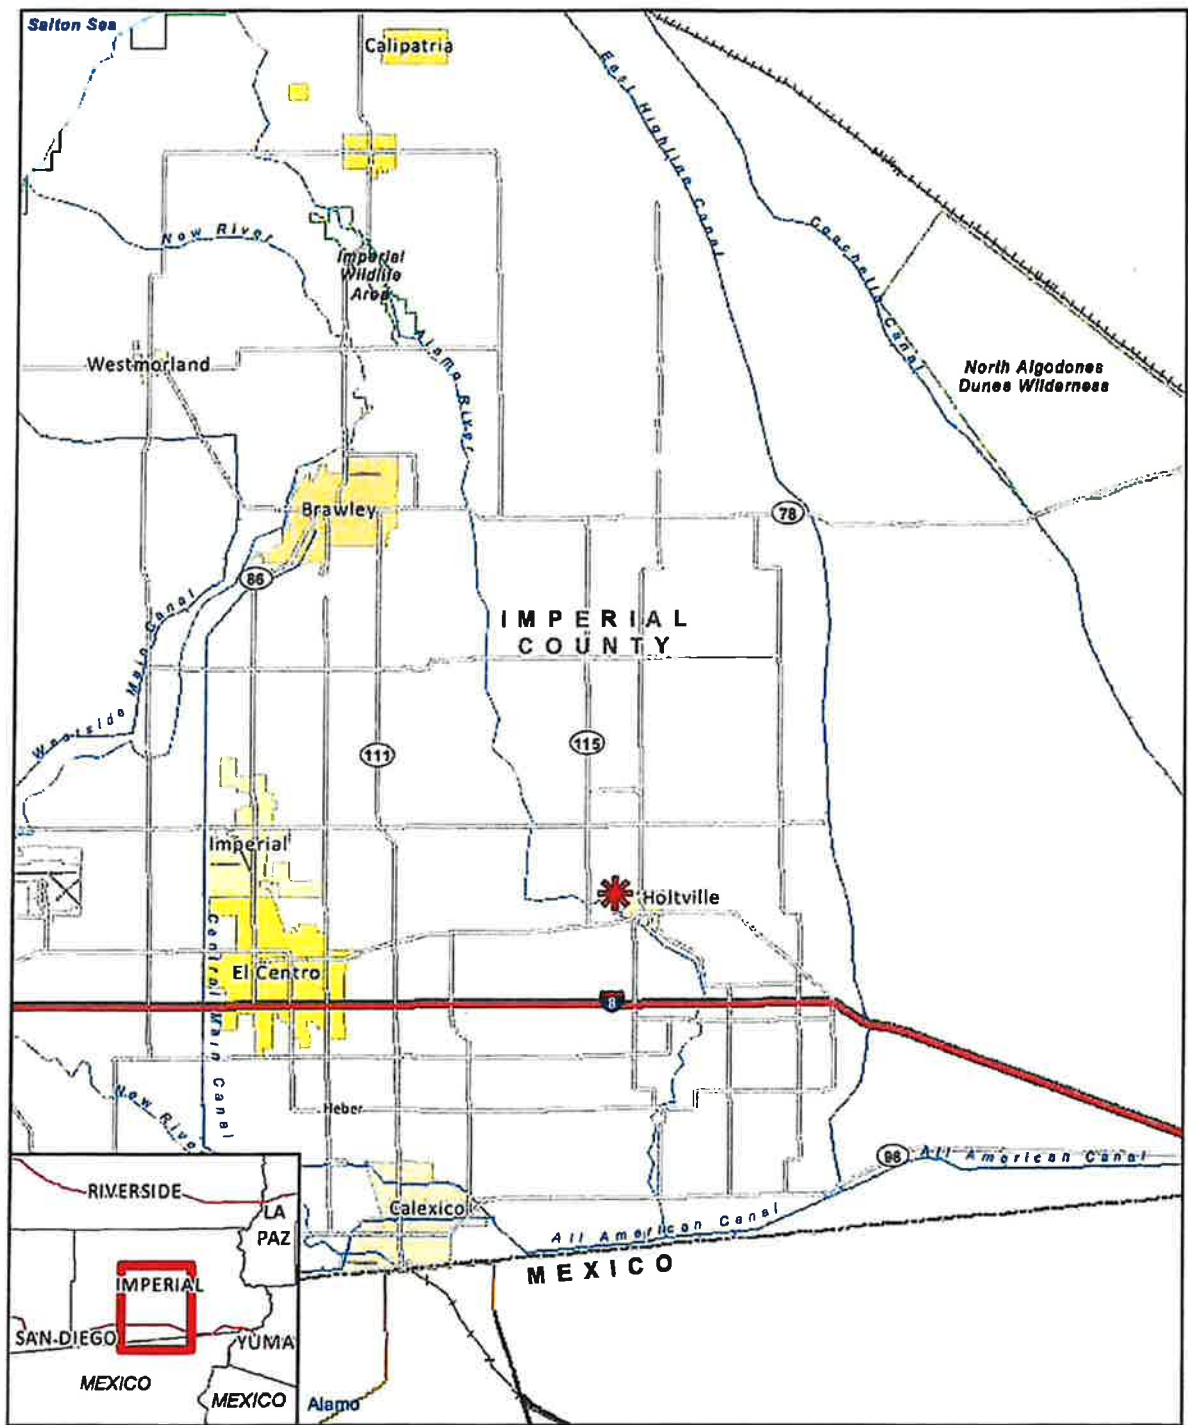 Salton Sea
Calipatria
East Highline Canal
New River
Imperial
Wildlife
Area
Coachella Canal
Westmorland
Alamo River
North Algodones
Dunes Wilderness
Brawley
78
86
IMPERIAL
COUNTY
Westside Main Canal
111
115
Imperial
Holtville
Central Main Canal
El Centro
8
New River
Heber
98
All American Canal
Calexico
All American Canal
MEXICO
RIVERSIDE
LA
PAZ
IMPERIAL
SAN DIEGO
YUMA
MEXICO
MEXICO
Alamo